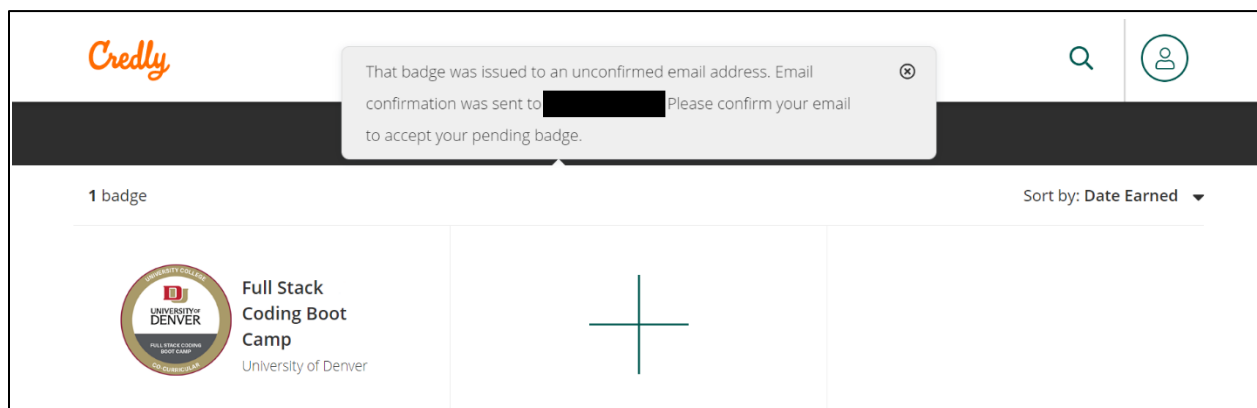 Credly
That badge was issued to an unconfirmed email address. Email
confirmation was sent to Please confirm your email
to accept your pending badge.
1 badge
Sort by: Date Earned
UNIVERSITY COLLEGE
DU
UNIVERSITY OF
DENVER
FULL STACK CODING
BOOT CAMP
CO-CURRICULAR
Full Stack
Coding Boot
Camp
University of Denver